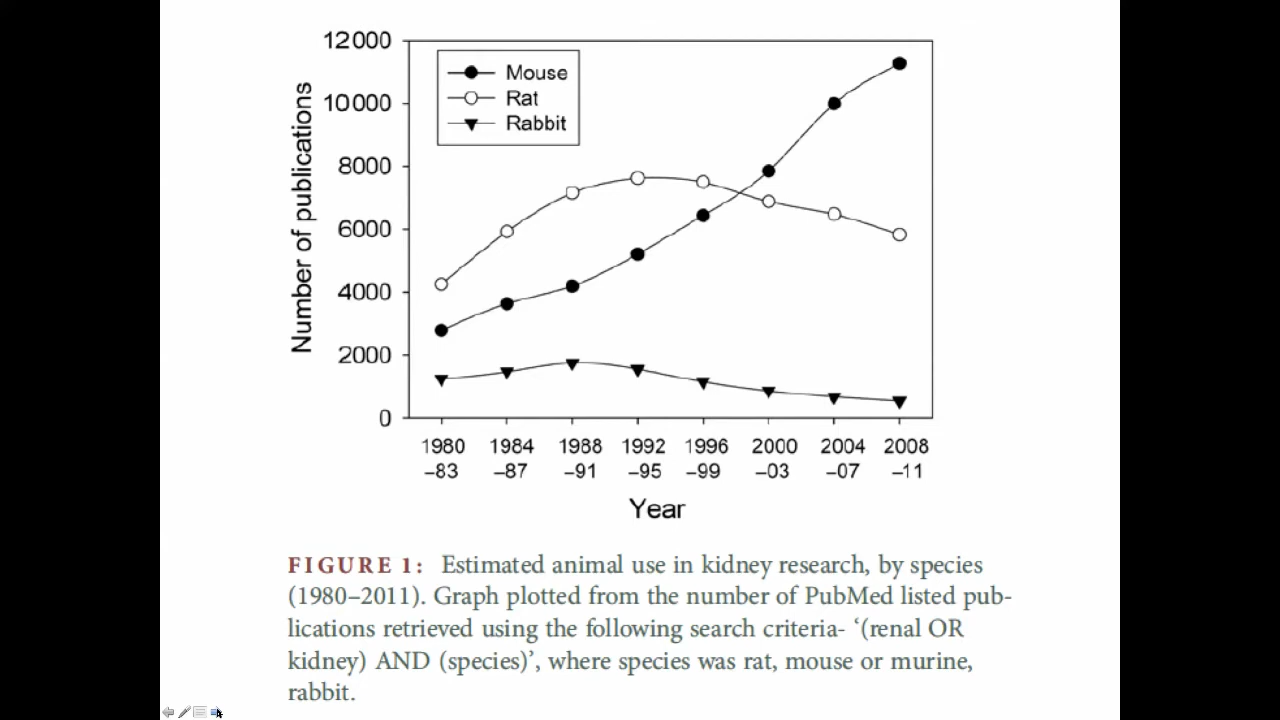 12000
10000
8000
6000
4000
2000
0
Number of publications
Mouse
Rat
Rabbit
1980 1984 1988 1992 1996 2000 2004 2008
–83 –87 –91 –95 –99 –03 –07 –11
Year
FIGURE 1: Estimated animal use in kidney research, by species
(1980–2011). Graph plotted from the number of PubMed listed pub-
lications retrieved using the following search criteria- ‘(renal OR
kidney) AND (species)’, where species was rat, mouse or murine,
rabbit.